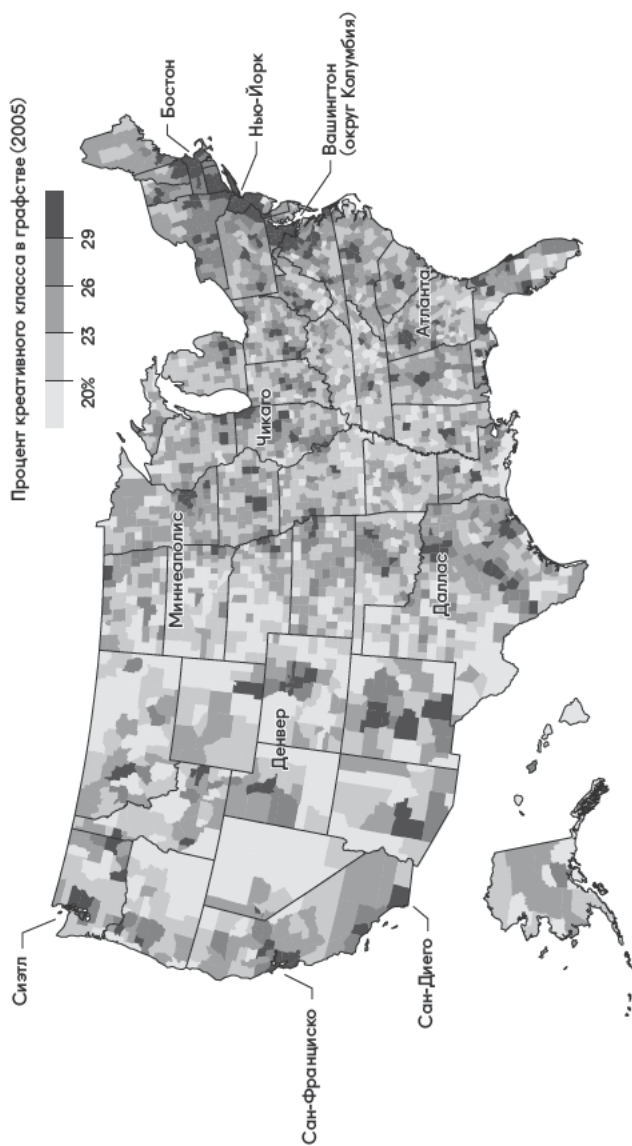 Процент креативного класса в графстве (2005)
20% 23 26 29
Сиэтл
Сан-Франциско
Сан-Диего
Миннеаполис
Денвер
Чикаго
Даллас
Атланта
Бостон
Нью-Йорк
Вашингтон
(округ Колумбия)